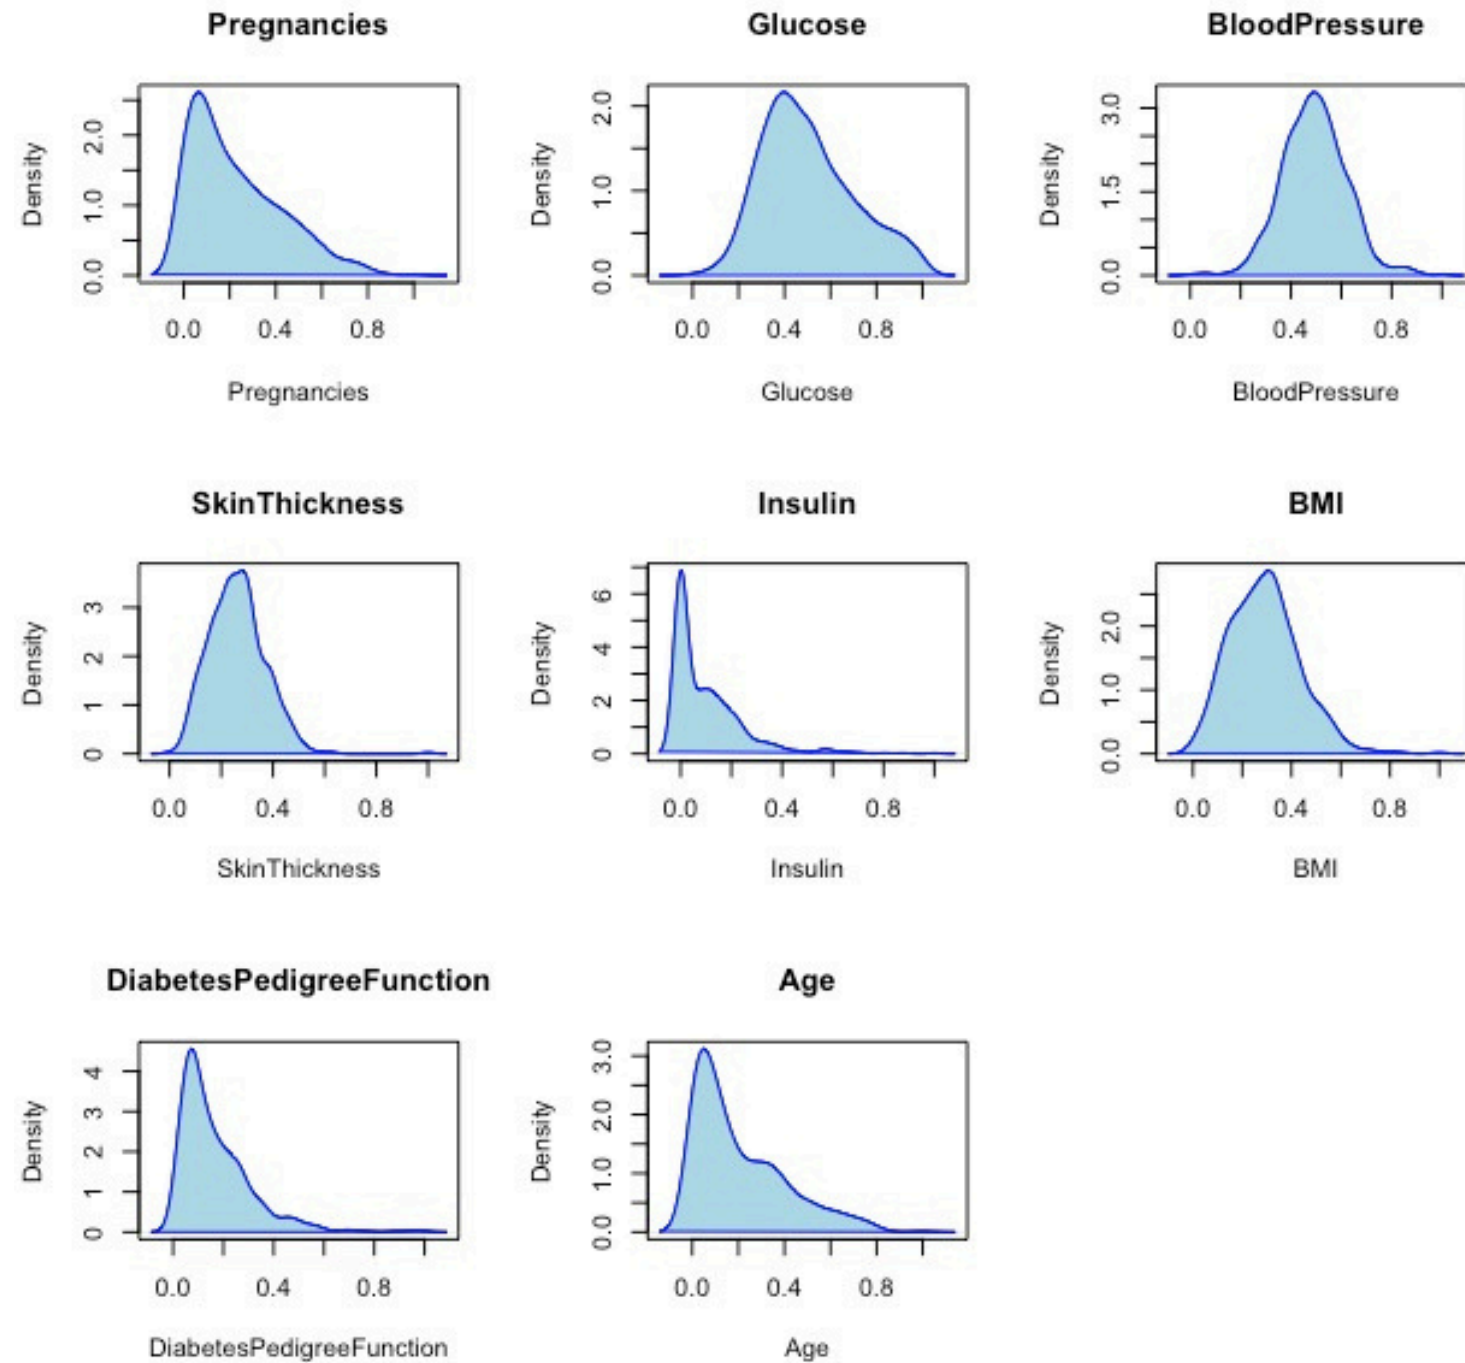 Pregnancies
Glucose
BloodPressure
Density
0.0 1.0 2.0
0.0 0.4 0.8
Pregnancies
Density
0.0 1.0 2.0
0.0 0.4 0.8
Glucose
Density
0.0 1.5 3.0
0.0 0.4 0.8
BloodPressure
SkinThickness
Insulin
BMI
Density
0 1 2 3
0.0 0.4 0.8
SkinThickness
Density
0 2 4 6
0.0 0.4 0.8
Insulin
Density
0.0 1.0 2.0
0.0 0.4 0.8
BMI
DiabetesPedigreeFunction
Age
Density
0 1 2 3 4
0.0 0.4 0.8
DiabetesPedigreeFunction
Density
0.0 1.0 2.0 3.0
0.0 0.4 0.8
Age